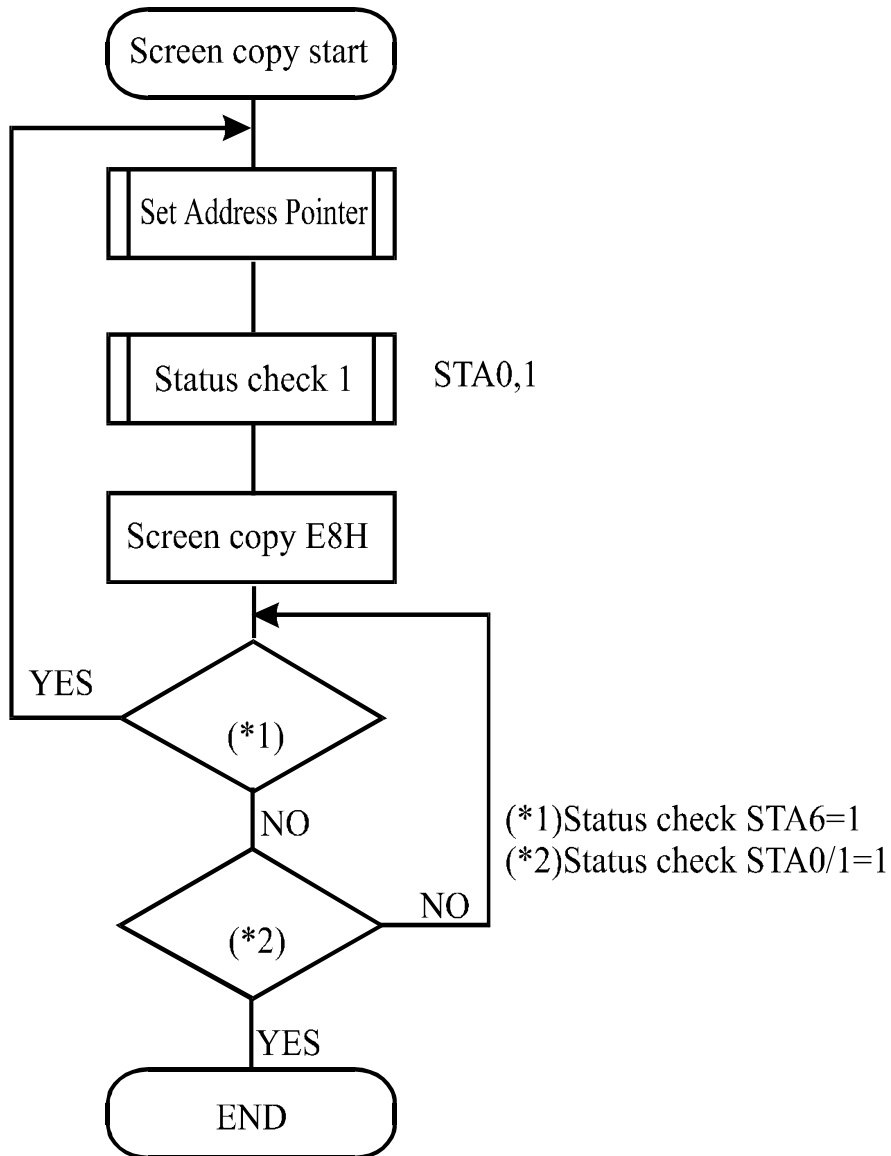 Screen copy start
Set Address Pointer
Status check 1
STA0,1
Screen copy E8H
YES
(*1)
NO
(*1)Status check STA6=1
(*2)Status check STA0/1=1
NO
(*2)
YES
END